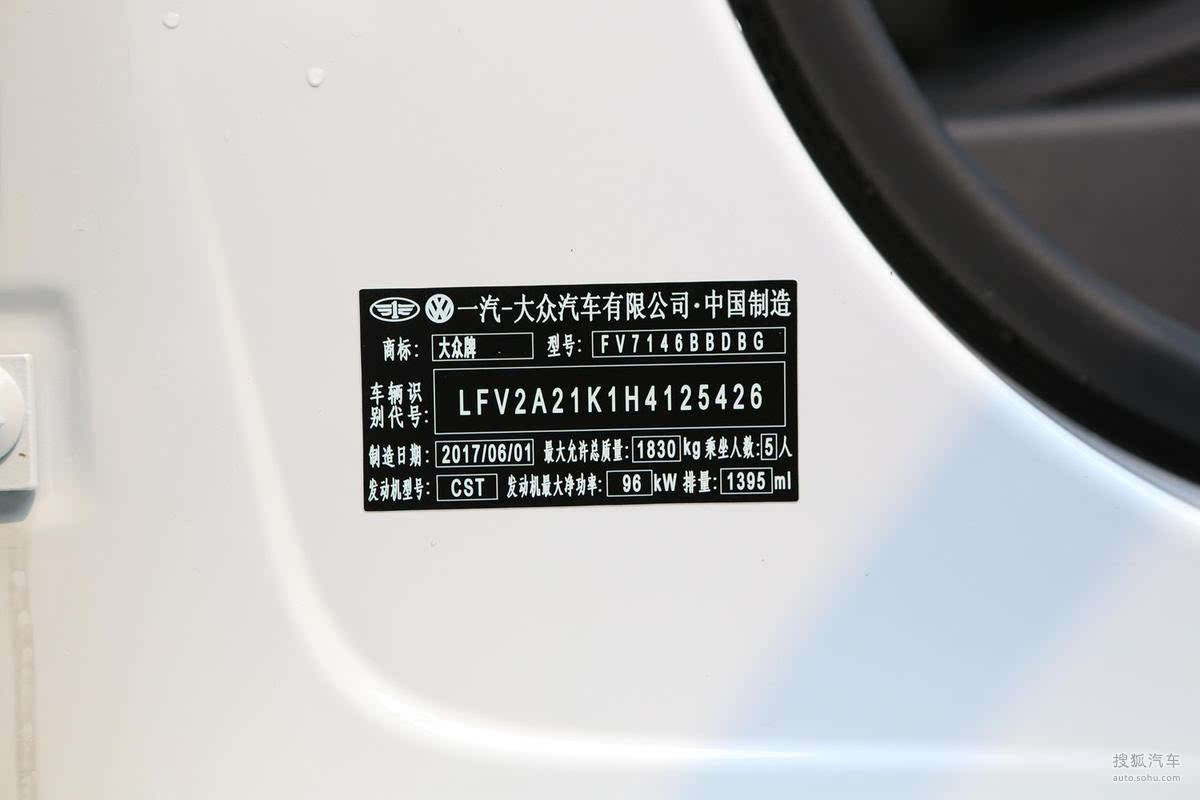 一汽-大众汽车有限公司·中国制造
商标: 大众牌 型号: FV7146BBDBG
车辆识别代号: LFV2A21K1H4125426
制造日期: 2017/06/01 最大允许总质量: 1830 kg 乘坐人数: 5 人
发动机型号: CST 发动机最大净功率: 96 kW 排量: 1395 ml
搜狐汽车
auto.sohu.com